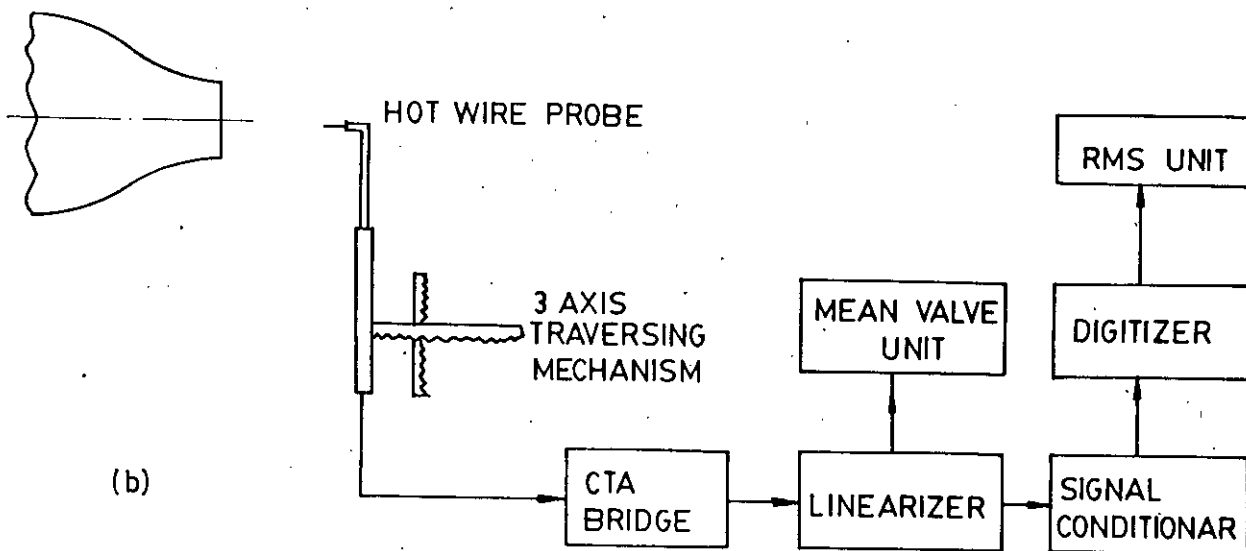 HOT WIRE PROBE
RMS UNIT
3 AXIS
TRAVERSING
MECHANISM
MEAN VALVE
UNIT
DIGITIZER
(b)
CTA
BRIDGE
LINEARIZER
SIGNAL
CONDITIONAR